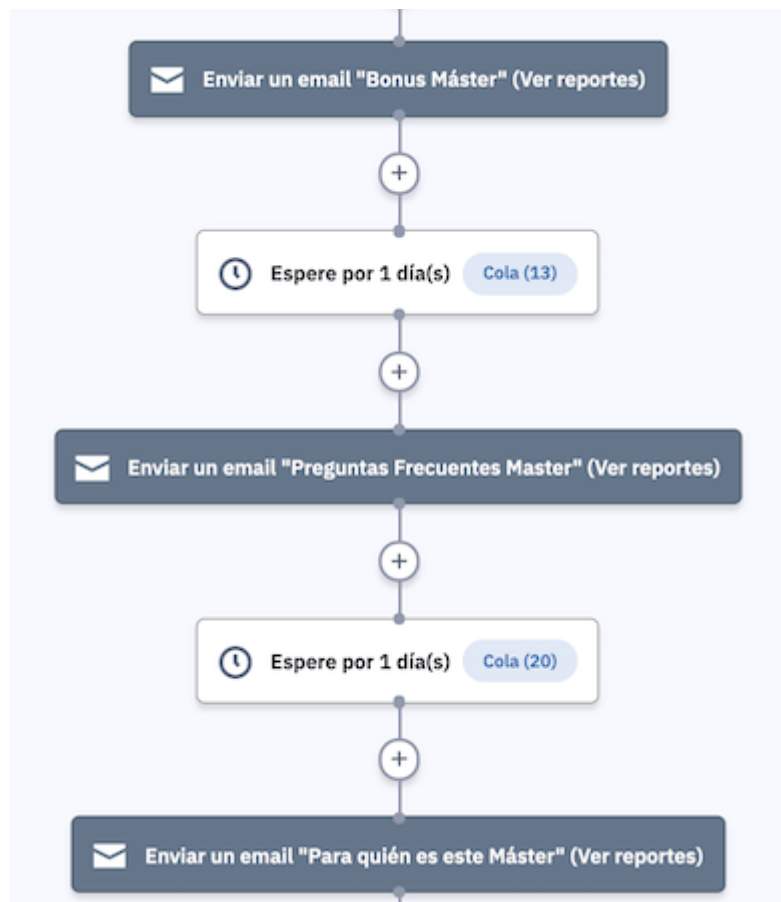 Enviar un email "Bonus Máster" (Ver reportes)
Espere por 1 día(s) Cola (13)
Enviar un email "Preguntas Frecuentes Master" (Ver reportes)
Espere por 1 día(s) Cola (20)
Enviar un email "Para quién es este Máster" (Ver reportes)